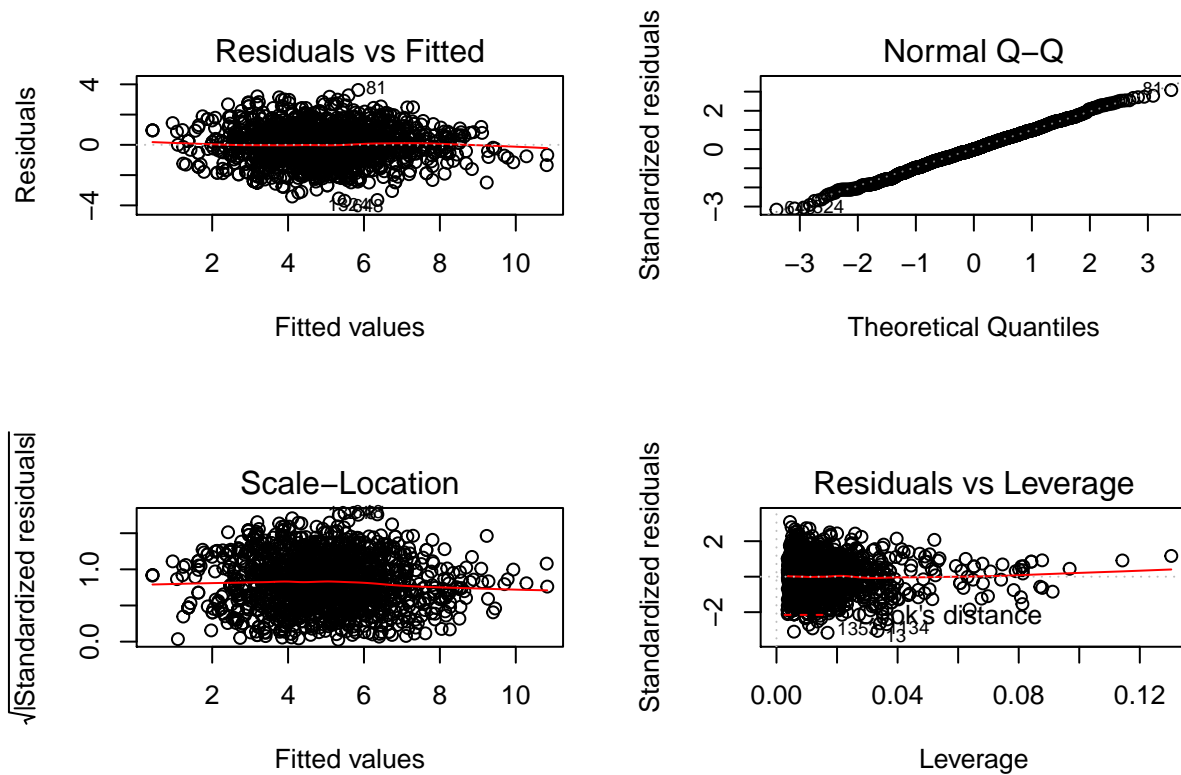 Residuals vs Fitted
Residuals
4
0
−4
81
2 4 6 8 10
Fitted values
Normal Q−Q
Standardized residuals
2
0
−3
81
−3 −2 −1 0 1 2 3
Theoretical Quantiles
Scale−Location
√|Standardized residuals|
1.0
0.0
2 4 6 8 10
Fitted values
Residuals vs Leverage
Standardized residuals
2
−2
Cook's distance
0.00 0.04 0.08 0.12
Leverage